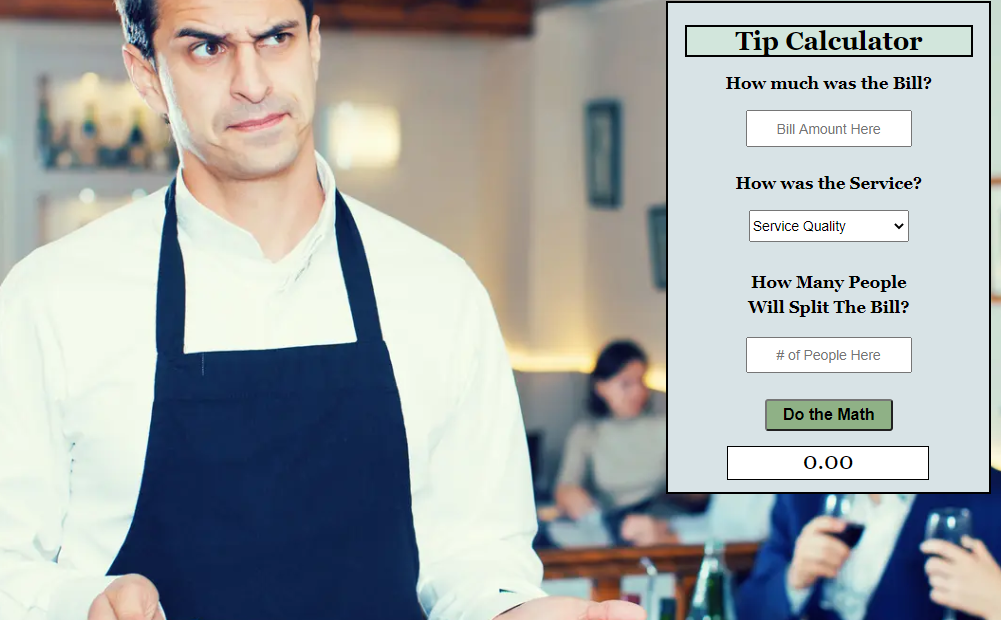 Tip Calculator
How much was the Bill?
Bill Amount Here
How was the Service?
Service Quality
How Many People
Will Split The Bill?
# of People Here
Do the Math
0.00